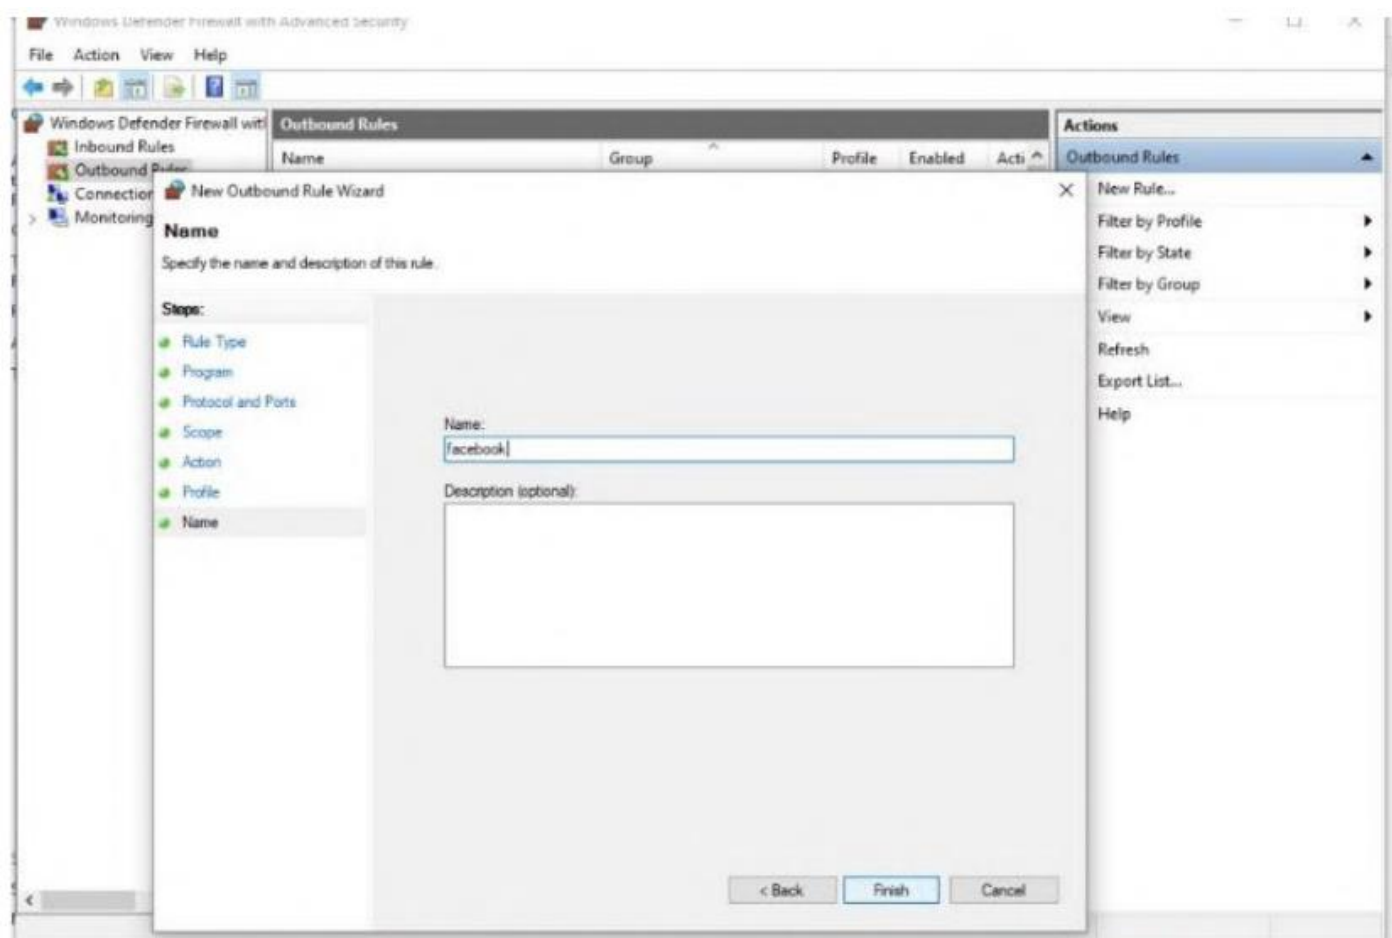 Windows Defender Firewall with Advanced Security
File Action View Help
Windows Defender Firewall wit
Inbound Rules
Outbound Rules
Connection
Monitoring
Outbound Rules
Name Group Profile Enabled Acti
Actions
Outbound Rules
New Rule...
Filter by Profile
Filter by State
Filter by Group
View
Refresh
Export List...
Help
New Outbound Rule Wizard
Name
Specify the name and description of this rule.
Steps:
Rule Type
Program
Protocol and Ports
Scope
Action
Profile
Name
Name:
facebook
Description (optional):
< Back Finish Cancel